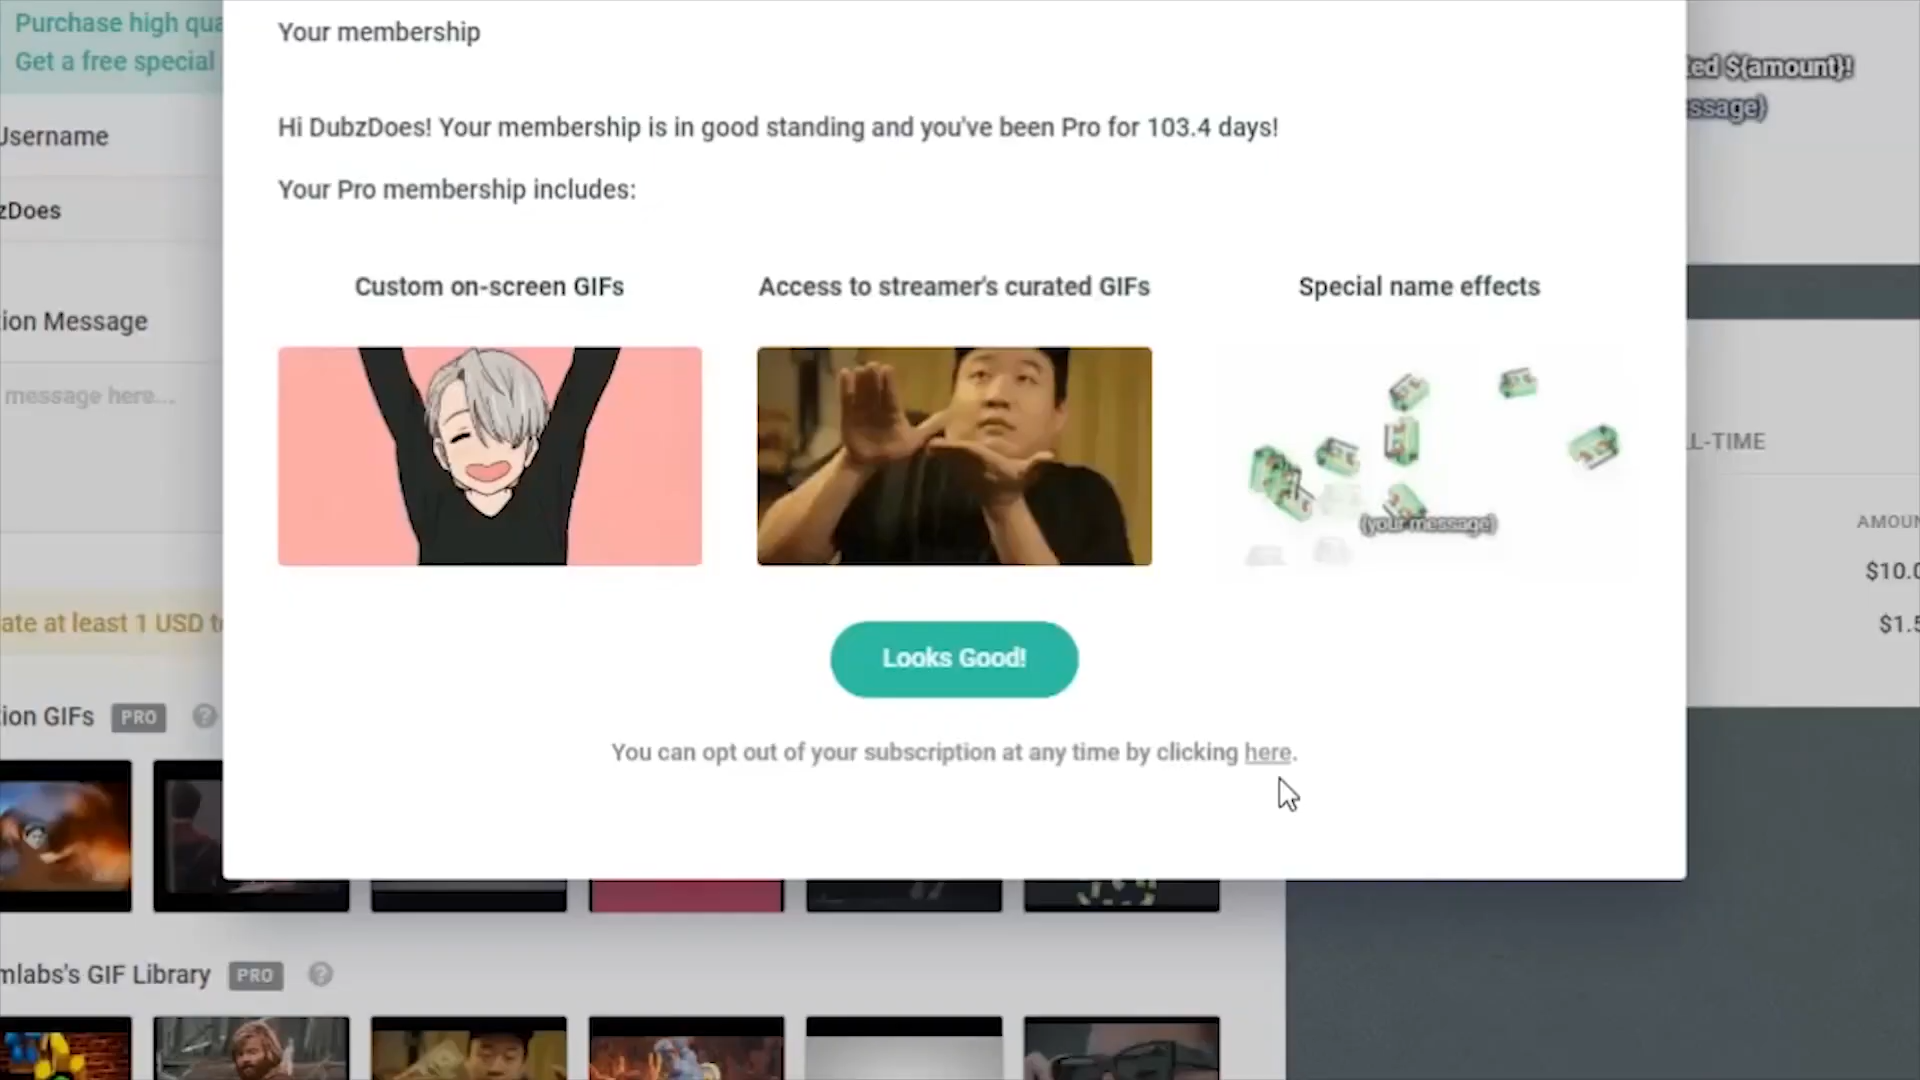 Purchase high qua
Get a free special
Username
zDoes
ion Message
message here...
ate at least 1 USD t
ion GIFs PRO ?
mlabs's GIF Library PRO ?
Your membership
Hi DubzDoes! Your membership is in good standing and you've been Pro for 103.4 days!
Your Pro membership includes:
Custom on-screen GIFs
Access to streamer's curated GIFs
Special name effects
(your message)
Looks Good!
You can opt out of your subscription at any time by clicking here.
ted $(amount)!
ssage)
LL-TIME
AMOUN
$10.0
$1.5